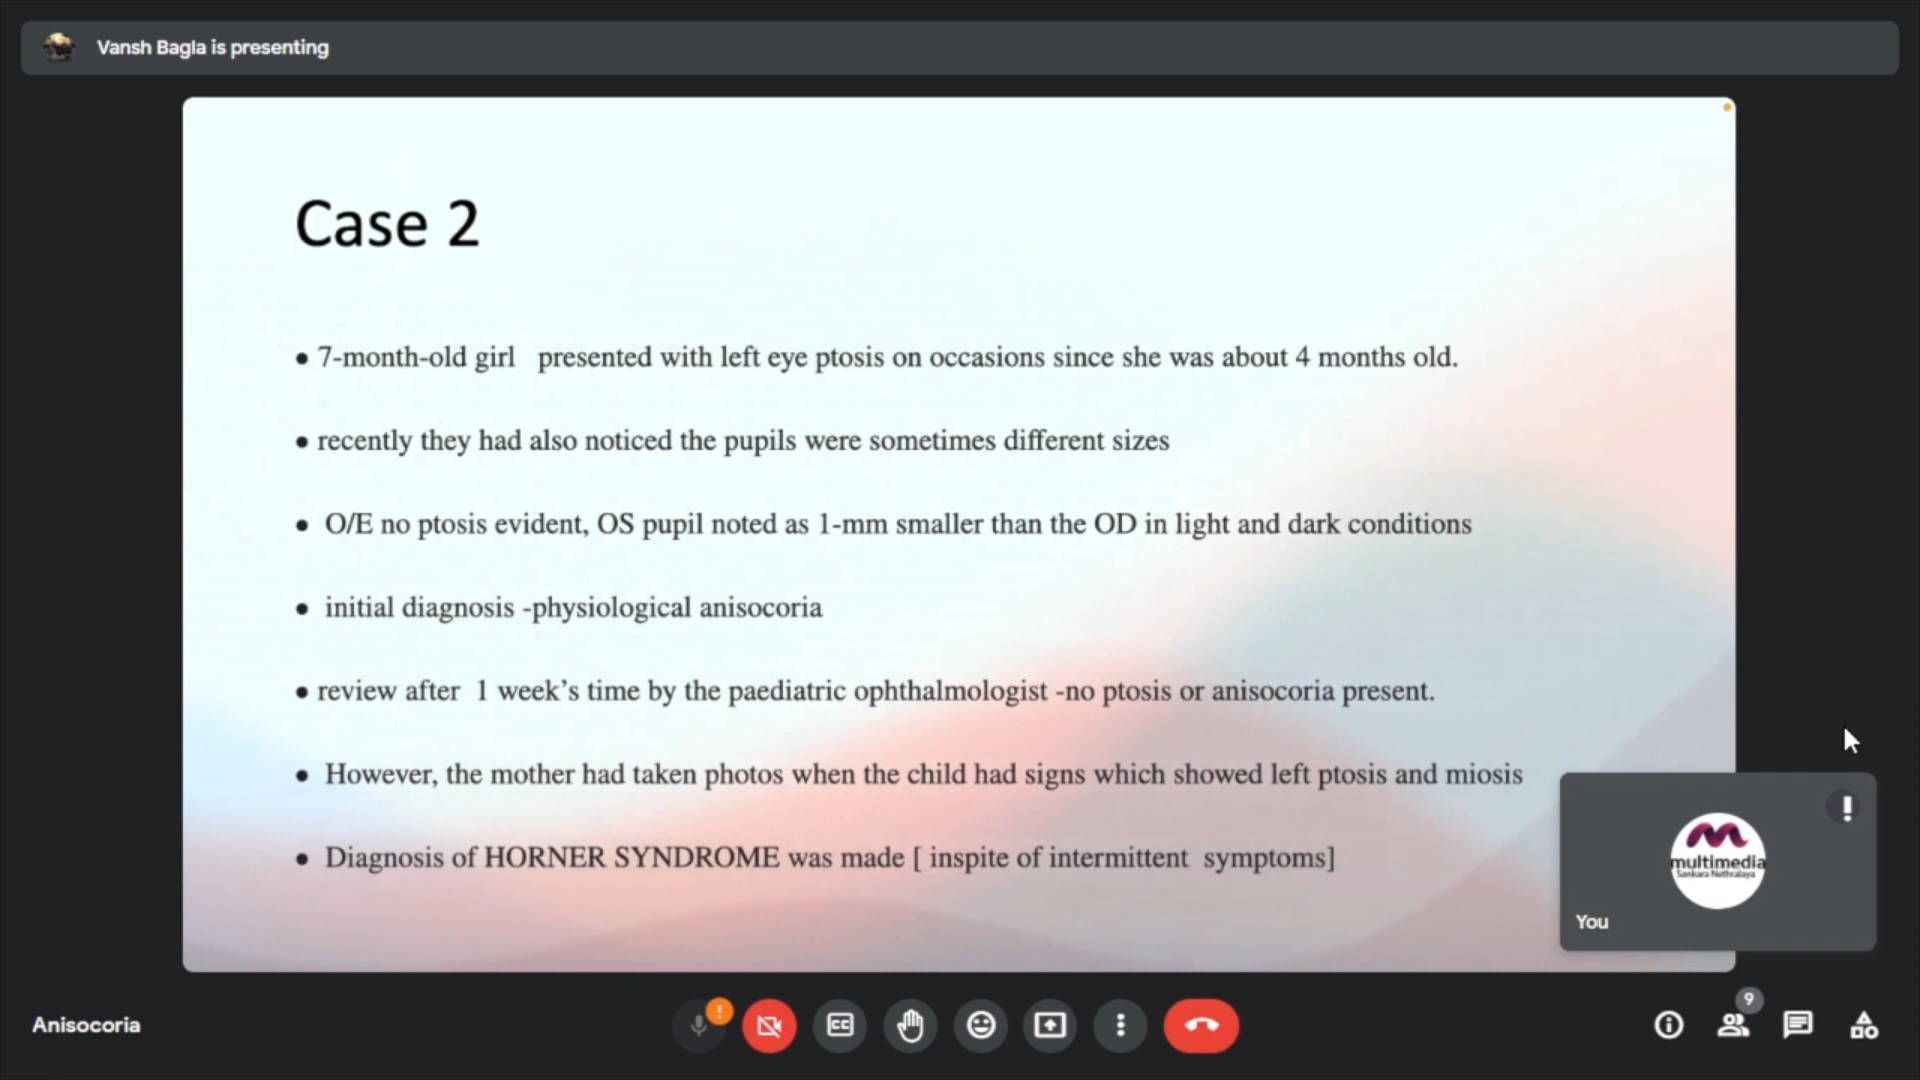 Vansh Bagla is presenting
Case 2
• 7-month-old girl presented with left eye ptosis on occasions since she was about 4 months old.
• recently they had also noticed the pupils were sometimes different sizes
• O/E no ptosis evident, OS pupil noted as 1-mm smaller than the OD in light and dark conditions
• initial diagnosis -physiological anisocoria
• review after 1 week’s time by the paediatric ophthalmologist -no ptosis or anisocoria present.
• However, the mother had taken photos when the child had signs which showed left ptosis and miosis
• Diagnosis of HORNER SYNDROME was made [ inspite of intermittent symptoms]
multimedia
Sankara Nethralaya
You
Anisocoria
CC
9